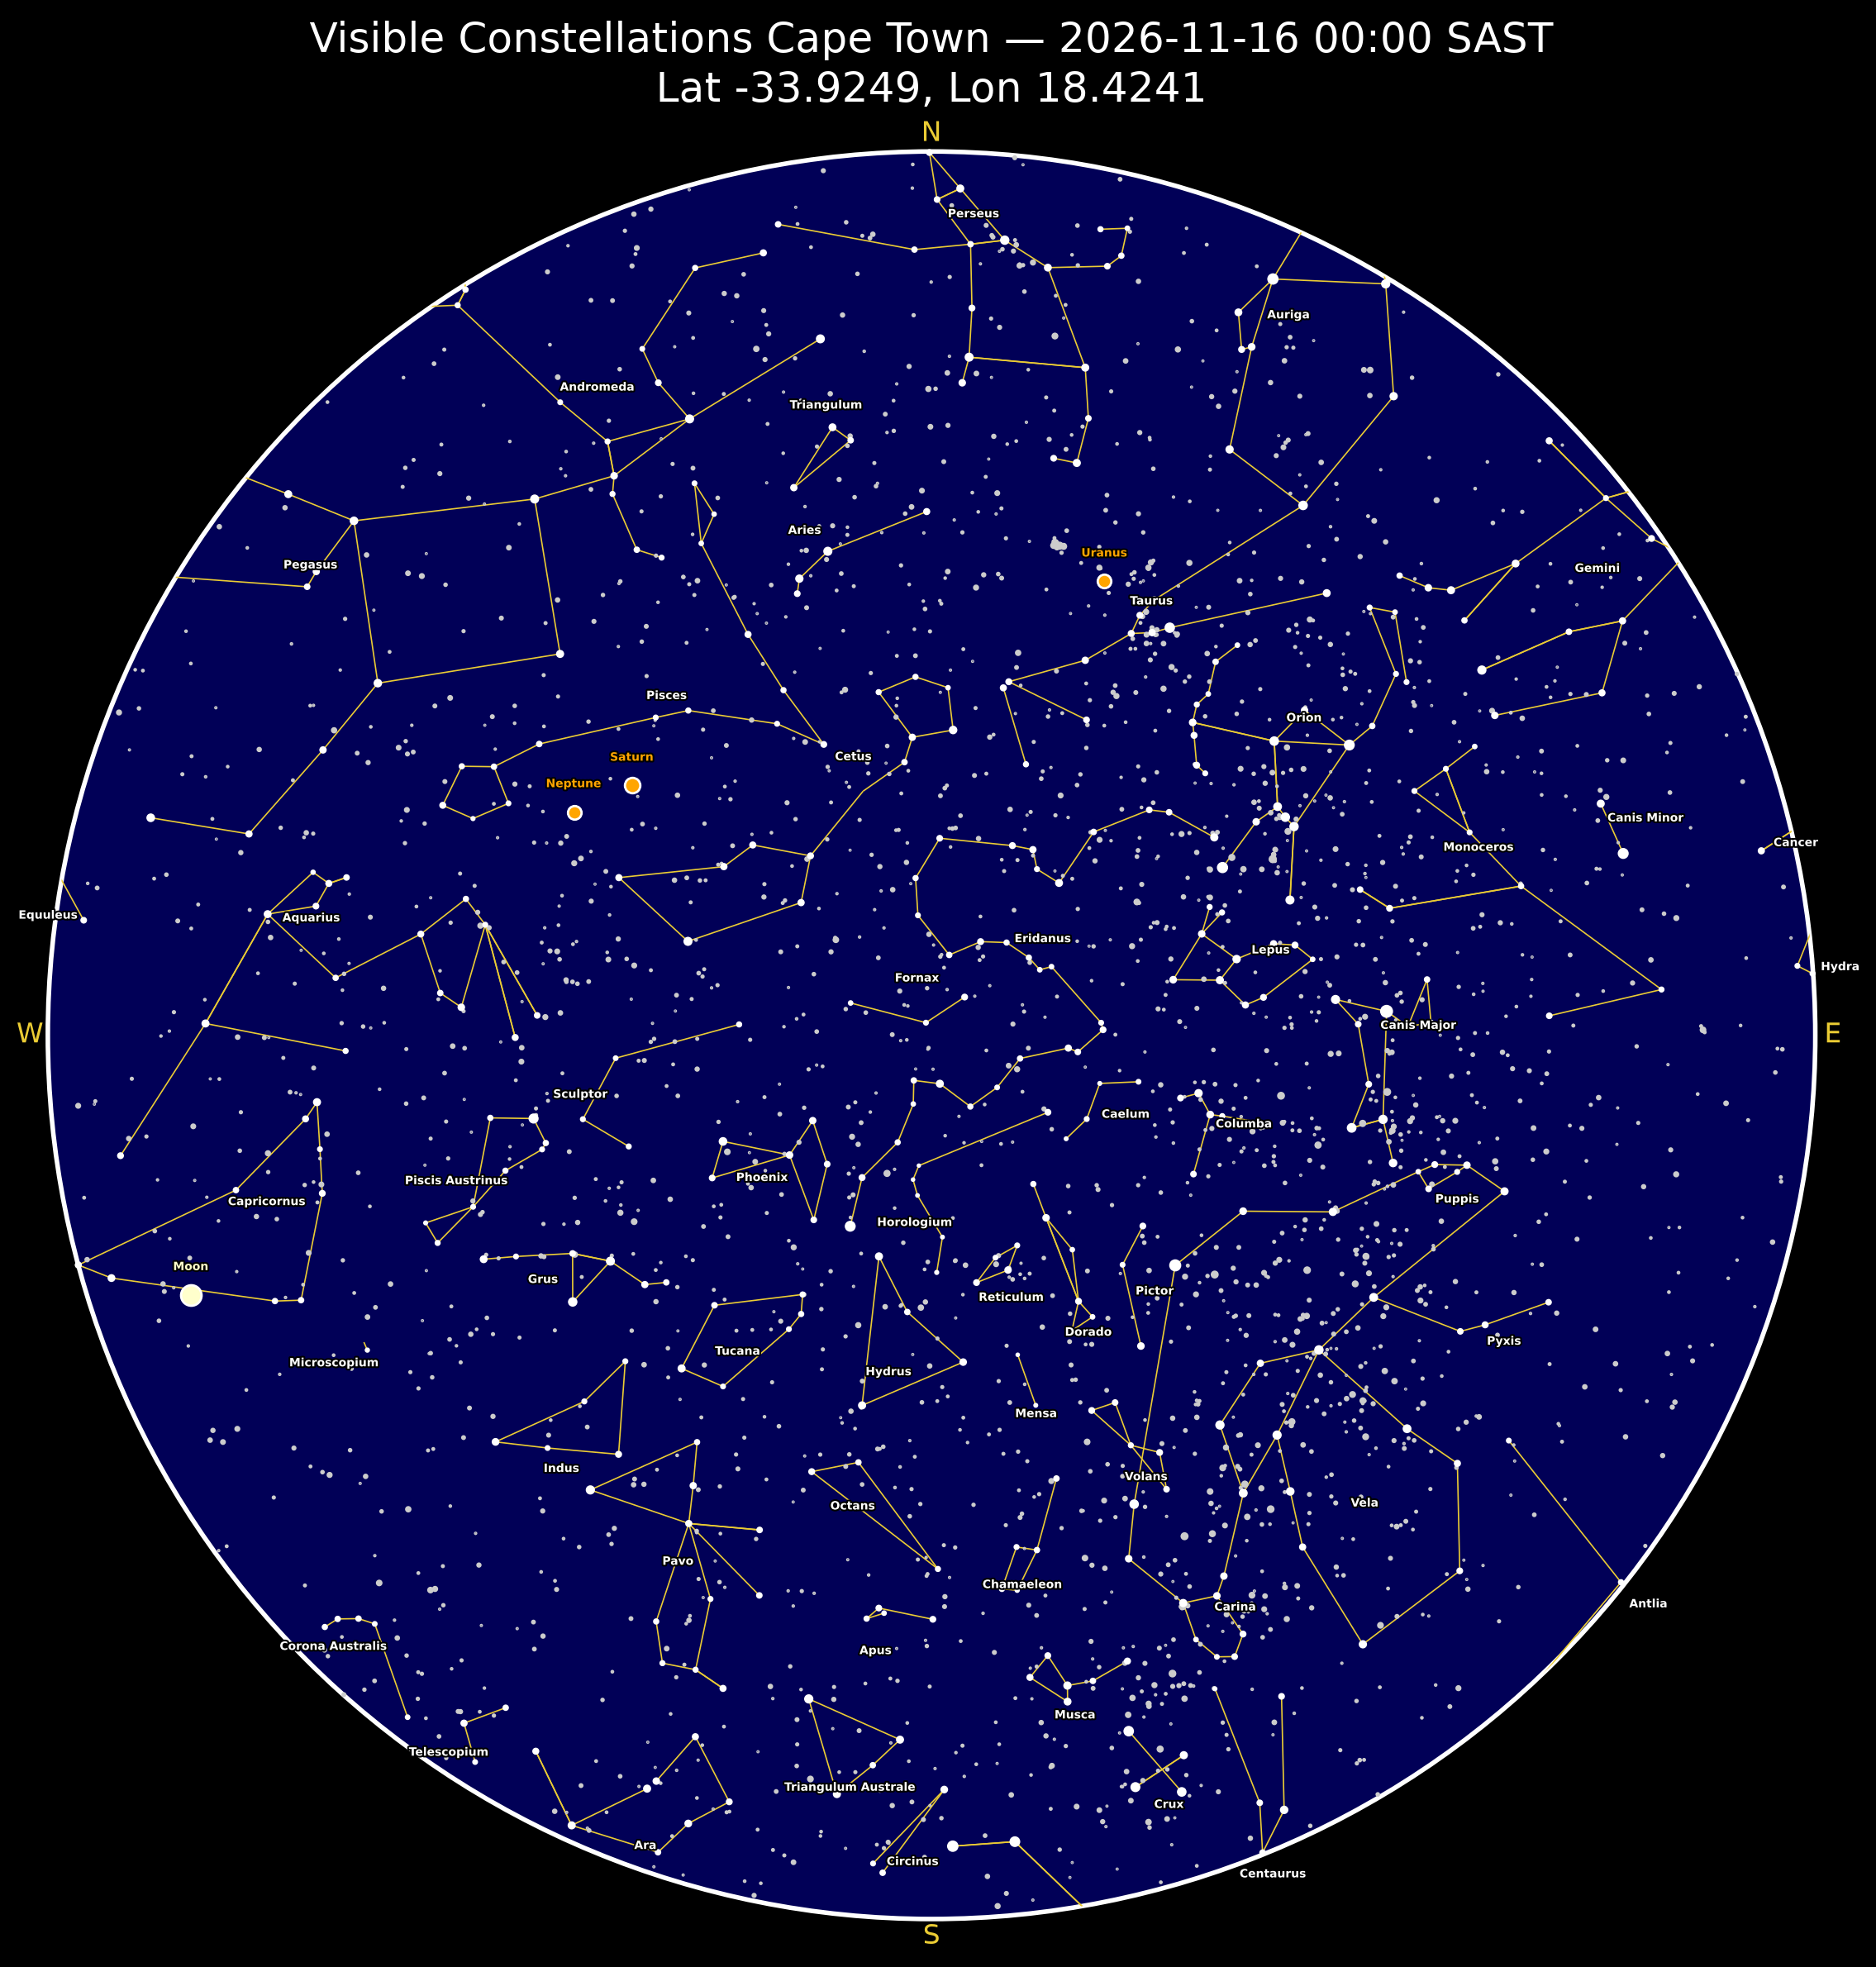 Visible Constellations Cape Town — 2026-11-16 00:00 SAST
Lat -33.9249, Lon 18.4241
N
Perseus
Auriga
Andromeda
Triangulum
Aries
Uranus
Pegasus
Gemini
Taurus
Pisces
Orion
Saturn
Cetus
Neptune
Canis Minor
Cancer
Monoceros
Equuleus
Aquarius
Eridanus
Lepus
Hydra
Fornax
W
Canis Major
E
Sculptor
Caelum
Columba
Phoenix
Piscis Austrinus
Puppis
Capricornus
Horologium
Moon
Grus
Pictor
Reticulum
Dorado
Pyxis
Tucana
Microscopium
Hydrus
Mensa
Indus
Volans
Vela
Octans
Pavo
Chamaeleon
Antlia
Carina
Corona Australis
Apus
Musca
Telescopium
Triangulum Australe
Crux
Ara
Circinus
Centaurus
S